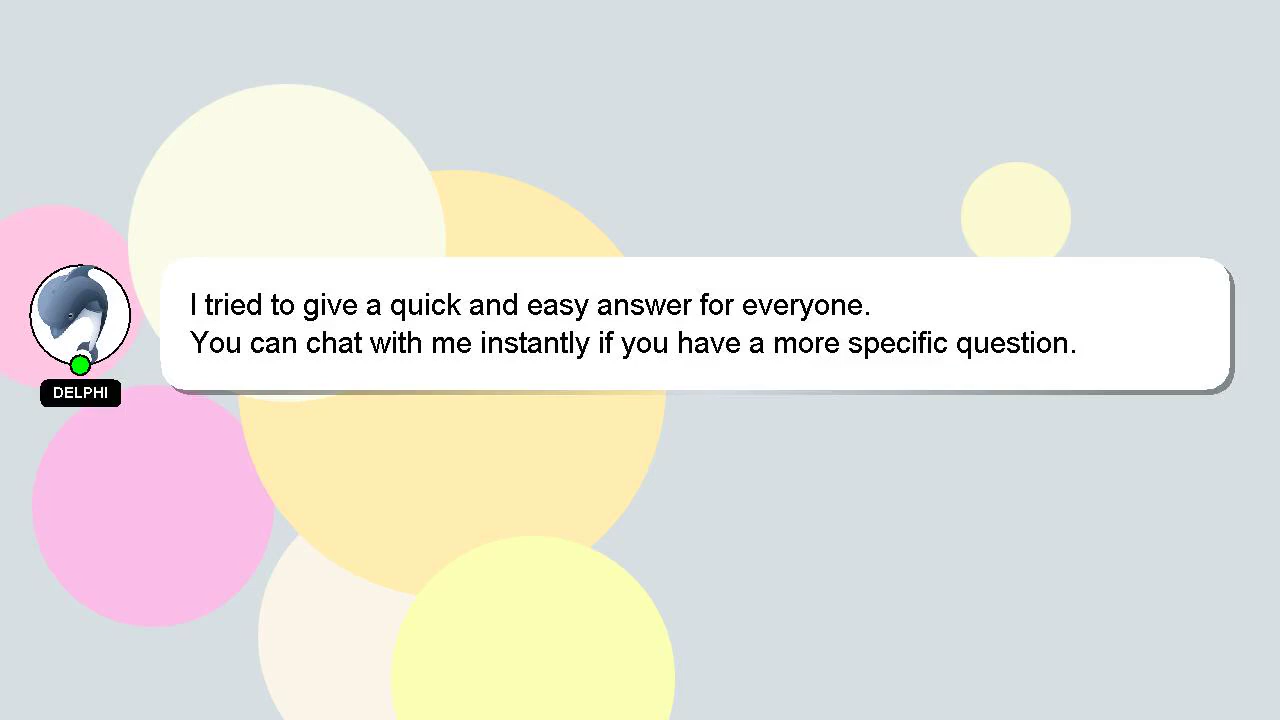 I tried to give a quick and easy answer for everyone.
You can chat with me instantly if you have a more specific question.
DELPHI